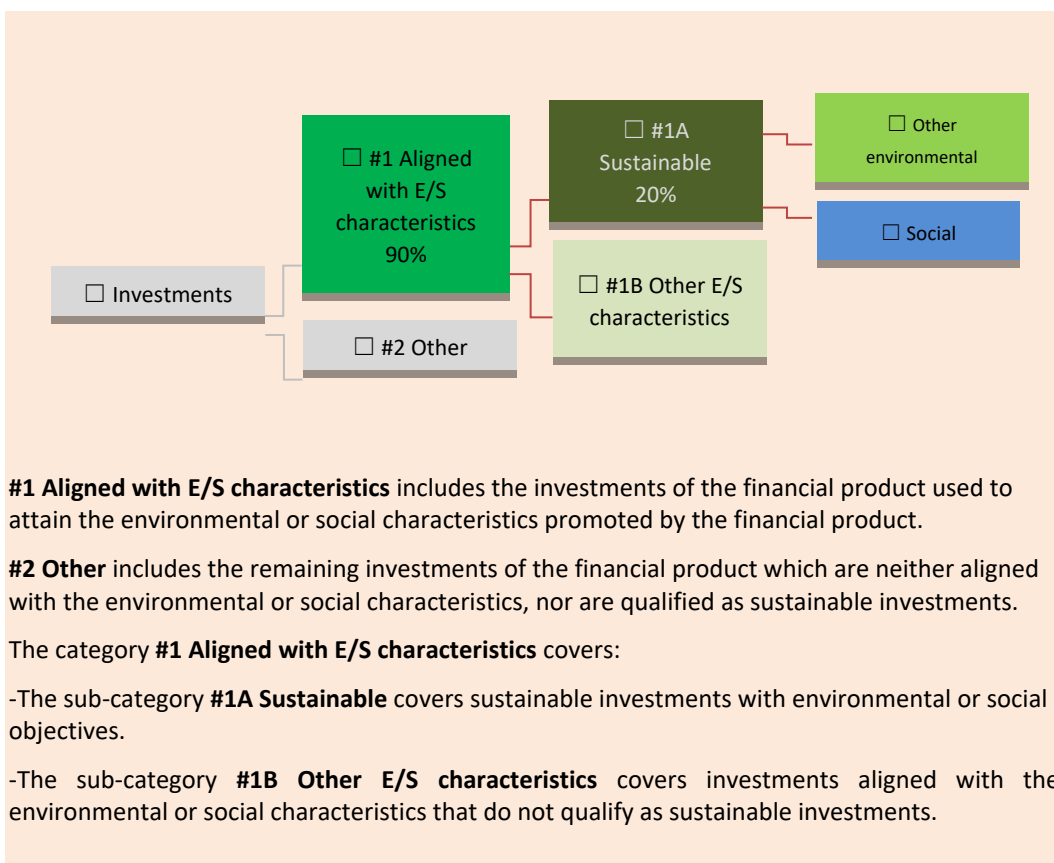 ☐ Investments
☐ #1 Aligned
with E/S
characteristics
90%
☐ #2 Other
☐ #1A
Sustainable
20%
☐ #1B Other E/S
characteristics
☐ Other
environmental
☐ Social
#1 Aligned with E/S characteristics includes the investments of the financial product used to
attain the environmental or social characteristics promoted by the financial product.
#2 Other includes the remaining investments of the financial product which are neither aligned
with the environmental or social characteristics, nor are qualified as sustainable investments.
The category #1 Aligned with E/S characteristics covers:
-The sub-category #1A Sustainable covers sustainable investments with environmental or social
objectives.
-The sub-category #1B Other E/S characteristics covers investments aligned with the
environmental or social characteristics that do not qualify as sustainable investments.